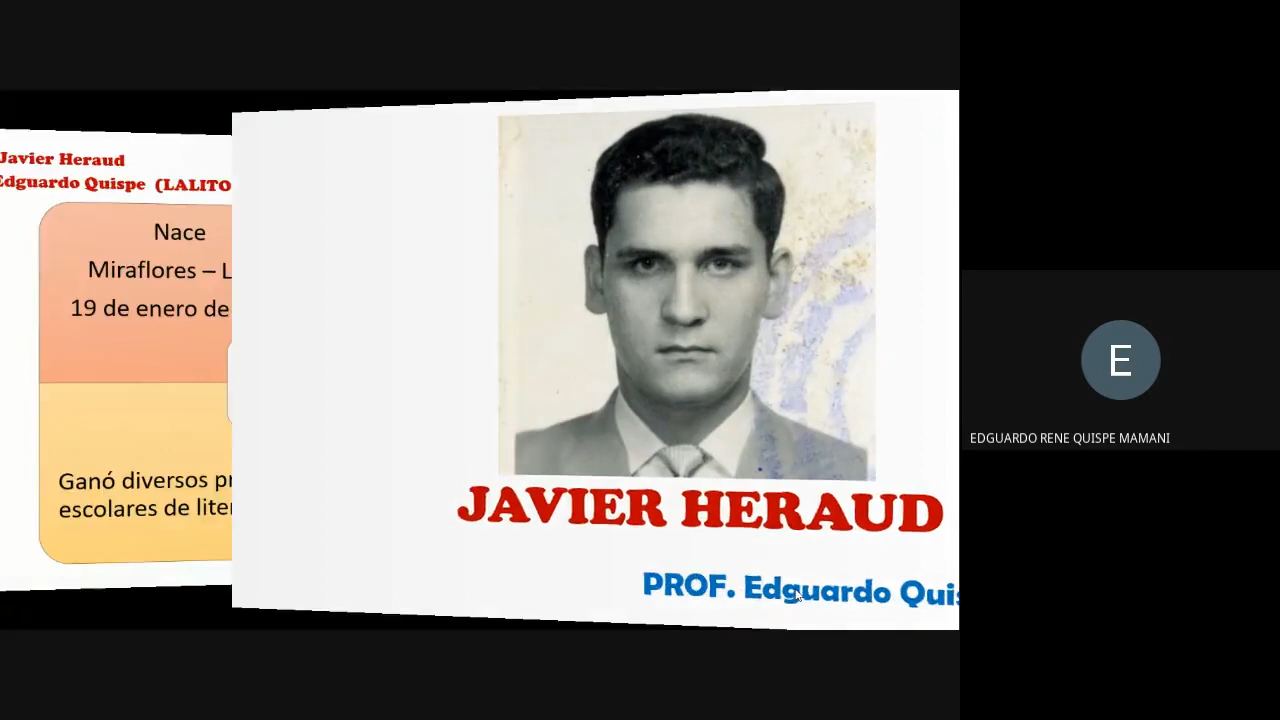 Javier Heraud
Edguardo Quispe (LALITO
Nace
Miraflores – L
19 de enero de
Ganó diversos pr
escolares de liter
JAVIER HERAUD
PROF. Edguardo Quis
E
EDGUARDO RENE QUISPE MAMANI